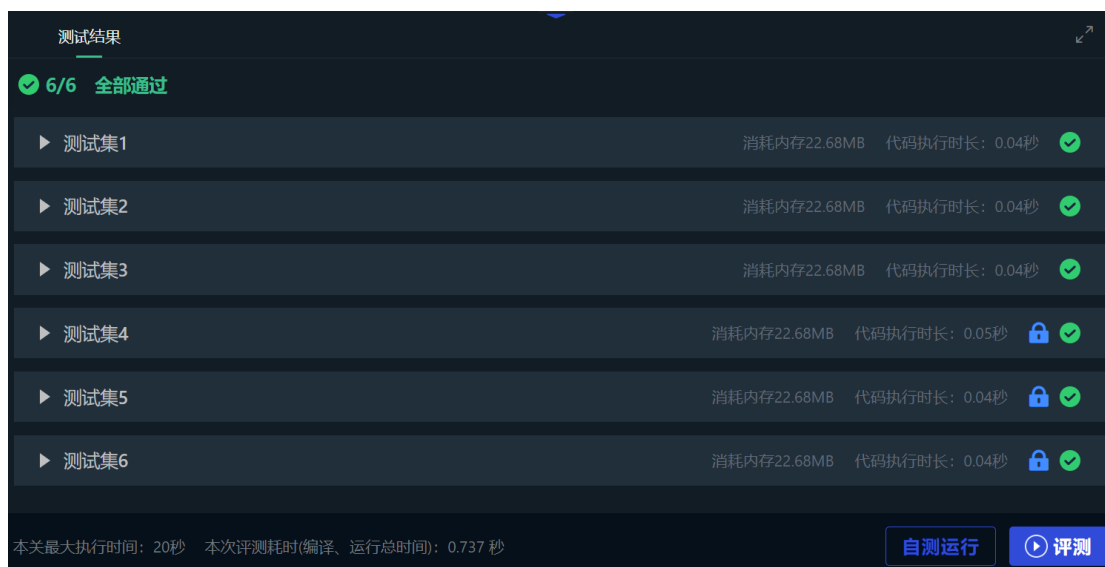 测试结果
6/6 全部通过
测试集1 消耗内存22.68MB 代码执行时长：0.04秒
测试集2 消耗内存22.68MB 代码执行时长：0.04秒
测试集3 消耗内存22.68MB 代码执行时长：0.04秒
测试集4 消耗内存22.68MB 代码执行时长：0.05秒
测试集5 消耗内存22.68MB 代码执行时长：0.04秒
测试集6 消耗内存22.68MB 代码执行时长：0.04秒
本关最大执行时间：20秒 本次评测耗时(编译、运行总时间)：0.737 秒 自测运行 评测